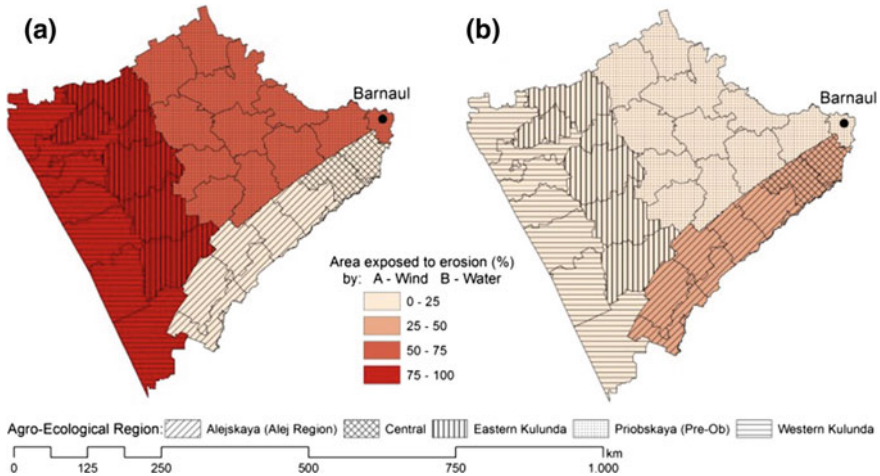 (a)
Barnaul
(b)
Barnaul
Area exposed to erosion (%)
by: A - Wind B - Water
0 - 25
25 - 50
50 - 75
75 - 100
Agro-Ecological Region: Alejskaya (Alej Region) Central Eastern Kulunda Priobskaya (Pre-Ob) Western Kulunda
km
0 125 250 500 750 1.000